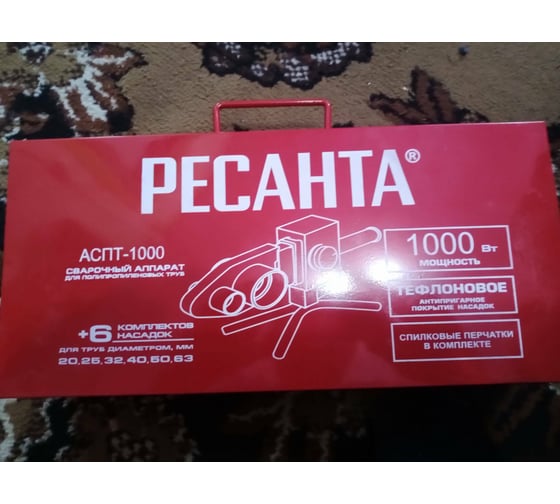 РЕСАНТА®
АСПТ-1000
СВАРОЧНЫЙ АППАРАТ
ДЛЯ ПОЛИПРОПИЛЕНОВЫХ ТРУБ
+6 КОМПЛЕКТОВ
НАСАДОК
ДЛЯ ТРУБ ДИАМЕТРОМ, ММ
20,25,32,40,50,63
1000 Вт
МОЩНОСТЬ
ТЕФЛОНОВОЕ
АНТИПРИГАРНОЕ
ПОКРЫТИЕ НАСАДОК
СПИЛКОВЫЕ ПЕРЧАТКИ
В КОМПЛЕКТЕ